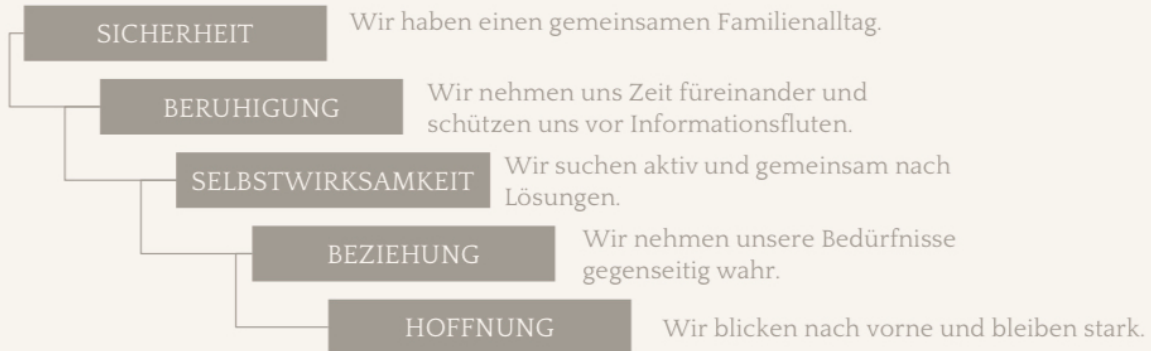 SICHERHEIT
Wir haben einen gemeinsamen Familienalltag.
BERUHIGUNG
Wir nehmen uns Zeit füreinander und
schützen uns vor Informationsfluten.
SELBSTWIRKSAMKEIT
Wir suchen aktiv und gemeinsam nach
Lösungen.
BEZIEHUNG
Wir nehmen unsere Bedürfnisse
gegenseitig wahr.
HOFFNUNG
Wir blicken nach vorne und bleiben stark.